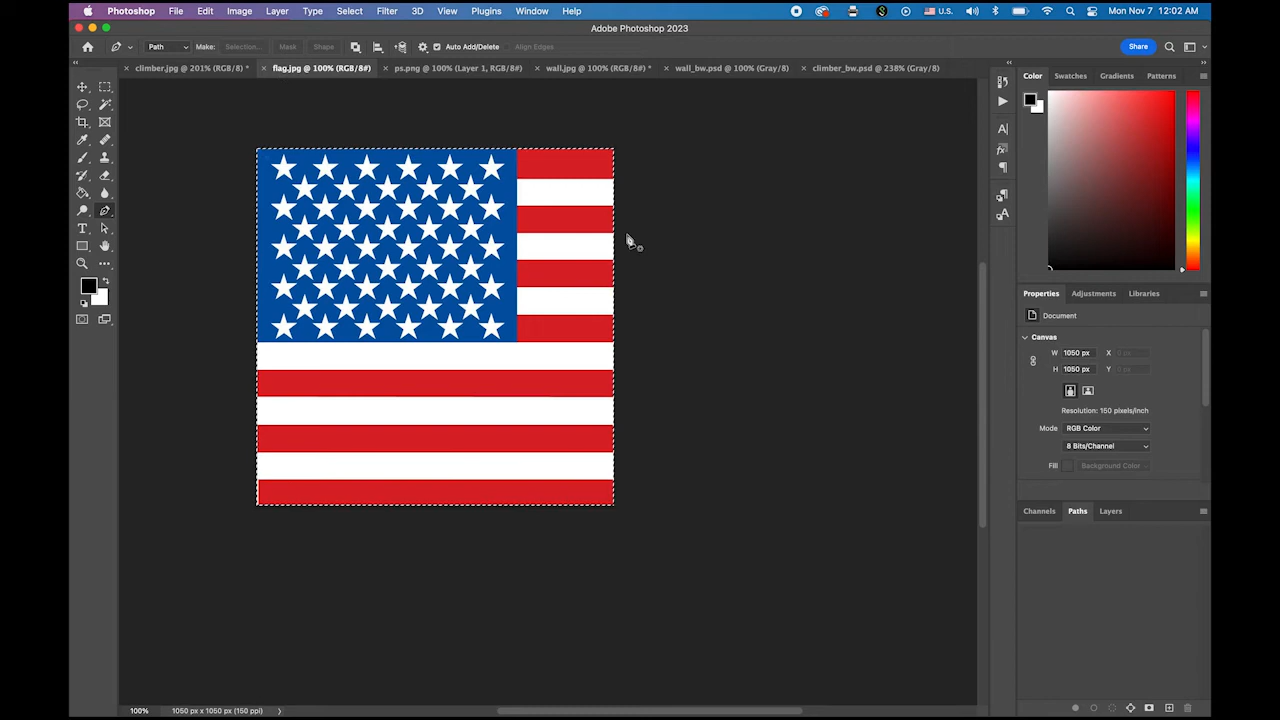 Photoshop File Edit Image Layer Type Select Filter 3D View Plugins Window Help U.S. Mon Nov 7 12:02 AM
Adobe Photoshop 2023
Path Make: Selection... Mask Shape Auto Add/Delete Align Edges Share
climber.jpg @ 201% (RGB/8) * flag.jpg @ 100% (RGB/8#) ps.png @ 100% (Layer 1, RGB/8#) wall.jpg @ 100% (RGB/8#) * wall_bw.psd @ 100% (Gray/8) climber_bw.psd @ 238% (Gray/8)
Color Swatches Gradients Patterns
Properties Adjustments Libraries
Document
Canvas
W 1050 px X 0 px
H 1050 px Y 0 px
Resolution: 150 pixels/inch
Mode RGB Color
8 Bits/Channel
Fill Background Color
Channels Paths Layers
100% 1050 px x 1050 px (150 ppi)